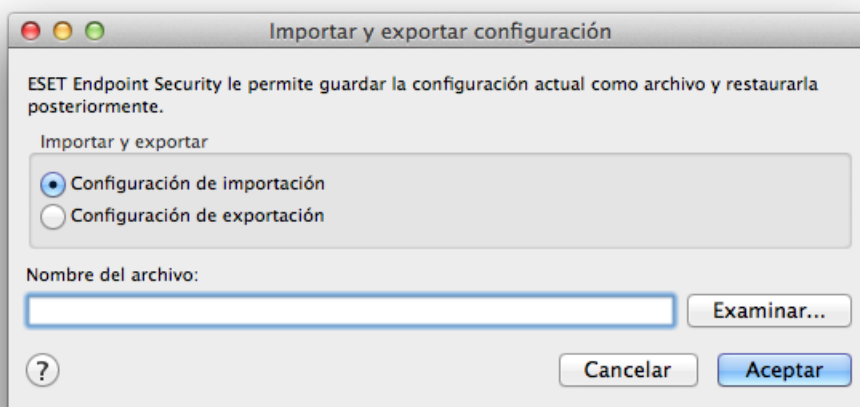 Importar y exportar configuración
ESET Endpoint Security le permite guardar la configuración actual como archivo y restaurarla
posteriormente.
Importar y exportar
Configuración de importación
Configuración de exportación
Nombre del archivo:
Examinar...
?
Cancelar
Aceptar